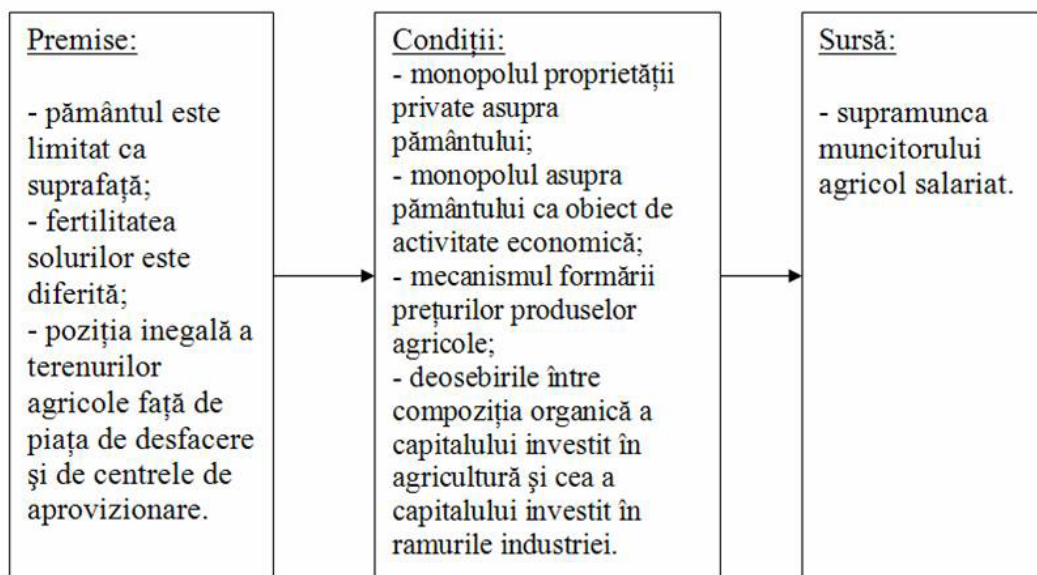 Premise:
- pământul este
limitat ca
suprafață;
- fertilitatea
solurilor este
diferită;
- poziția inegală a
terenurilor
agricole față de
piața de desfacere
şi de centrele de
aprovizionare.
Condiții:
- monopolul proprietății
private asupra
pământului;
- monopolul asupra
pământului ca obiect de
activitate economică;
- mecanismul formării
prețurilor produselor
agricole;
- deosebirile între
compoziția organică a
capitalului investit în
agricultură şi cea a
capitalului investit în
ramurile industriei.
Sursă:
- supramunca
muncitorului
agricol salariat.